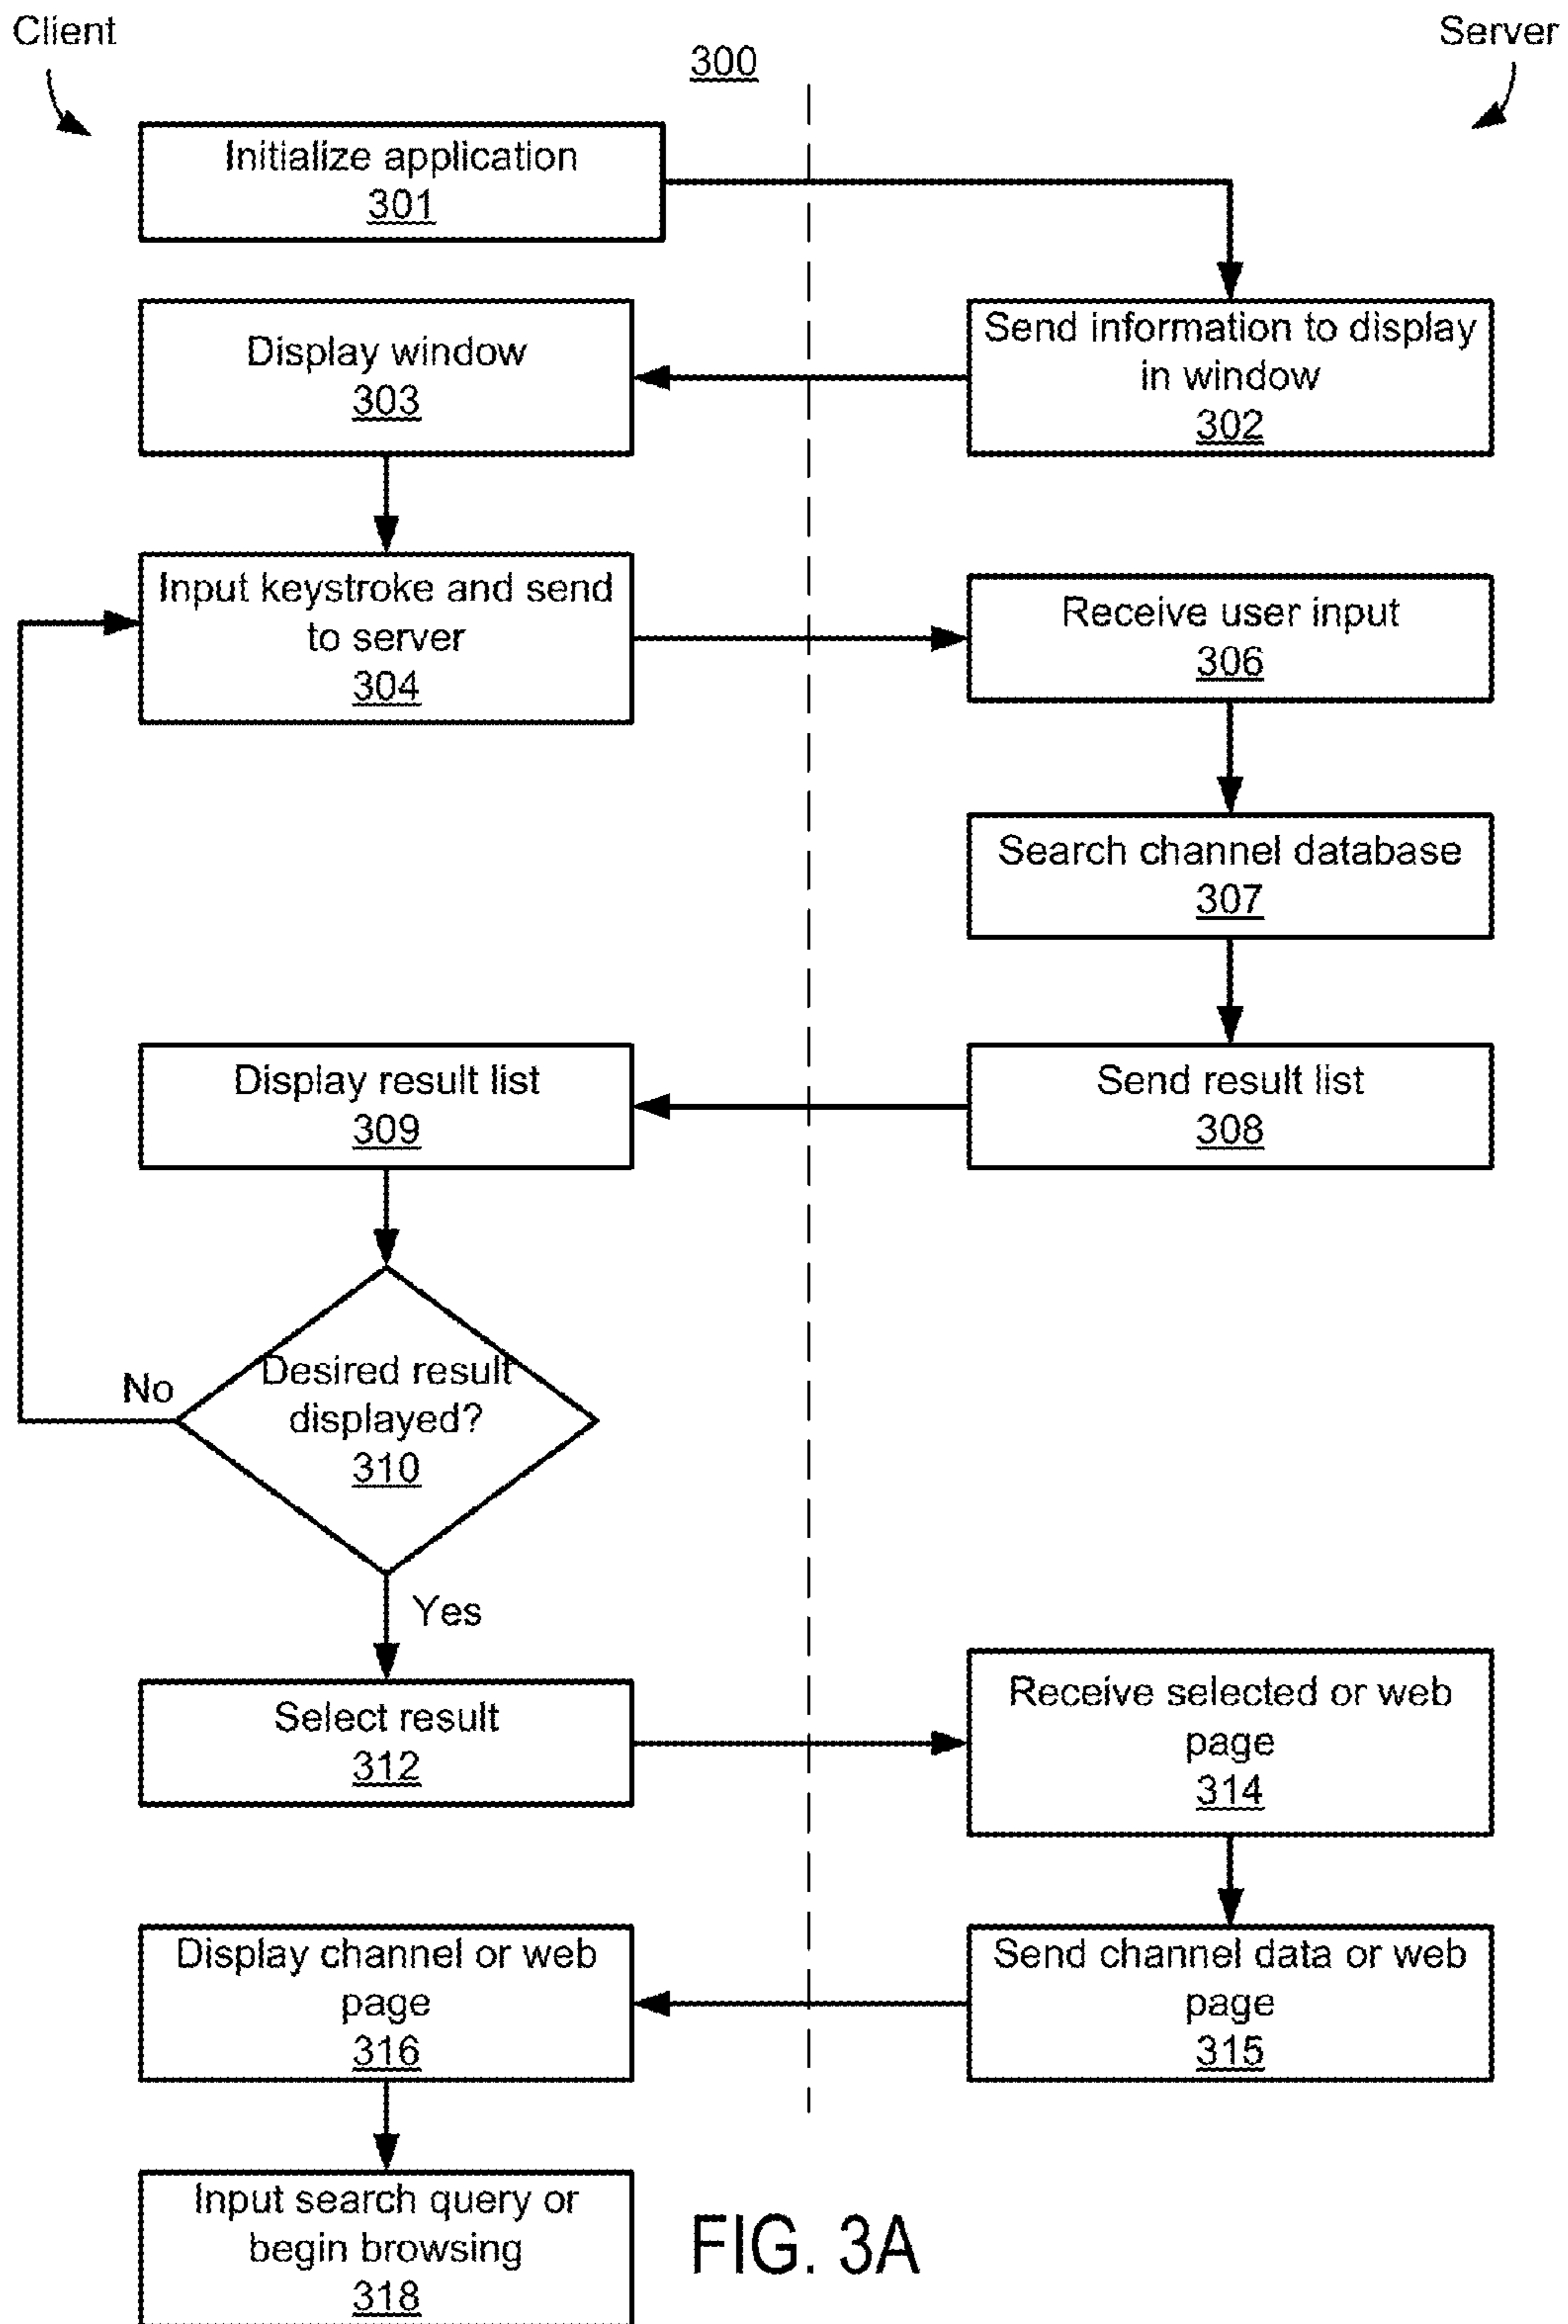 Client
Server
300
Initialize application
301
Send information to display
in window
302
Display window
303
Input keystroke and send
to server
304
Receive user input
306
Search channel database
307
Send result list
308
Display result list
309
Desired result
displayed?
310
No
Yes
Select result
312
Receive selected or web
page
314
Send channel data or web
page
315
Display channel or web
page
316
Input search query or
begin browsing
318
FIG. 3A